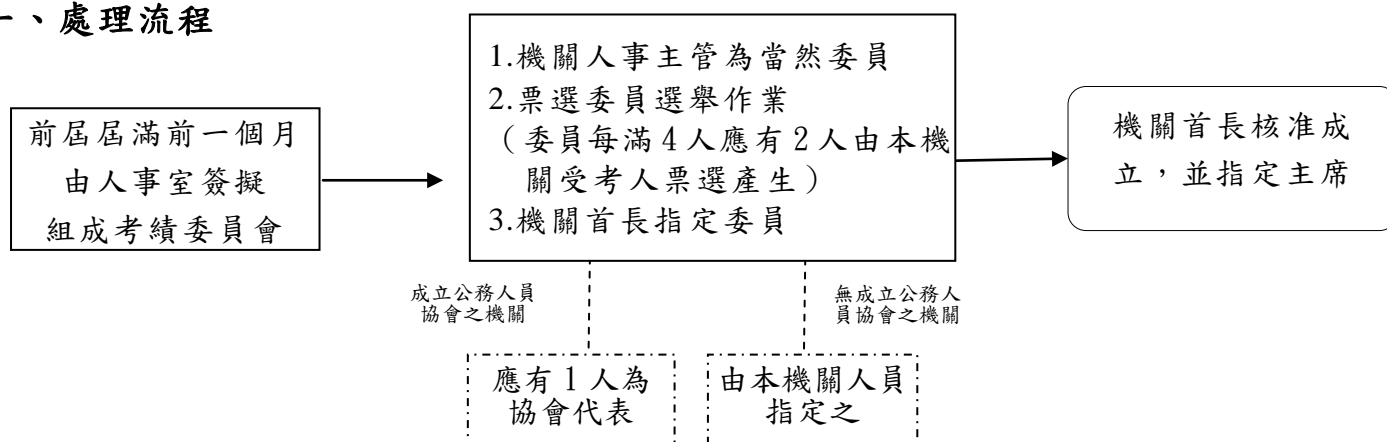 一、處理流程
前屆屆滿前一個月
由人事室簽擬
組成考績委員會
1.機關人事主管為當然委員
2.票選委員選舉作業
（委員每滿4人應有2人由本機
關受考人票選產生）
3.機關首長指定委員
機關首長核准成
立，並指定主席
成立公務人員
協會之機關
無成立公務人
員協會之機關
應有1人為
協會代表
由本機關人員
指定之